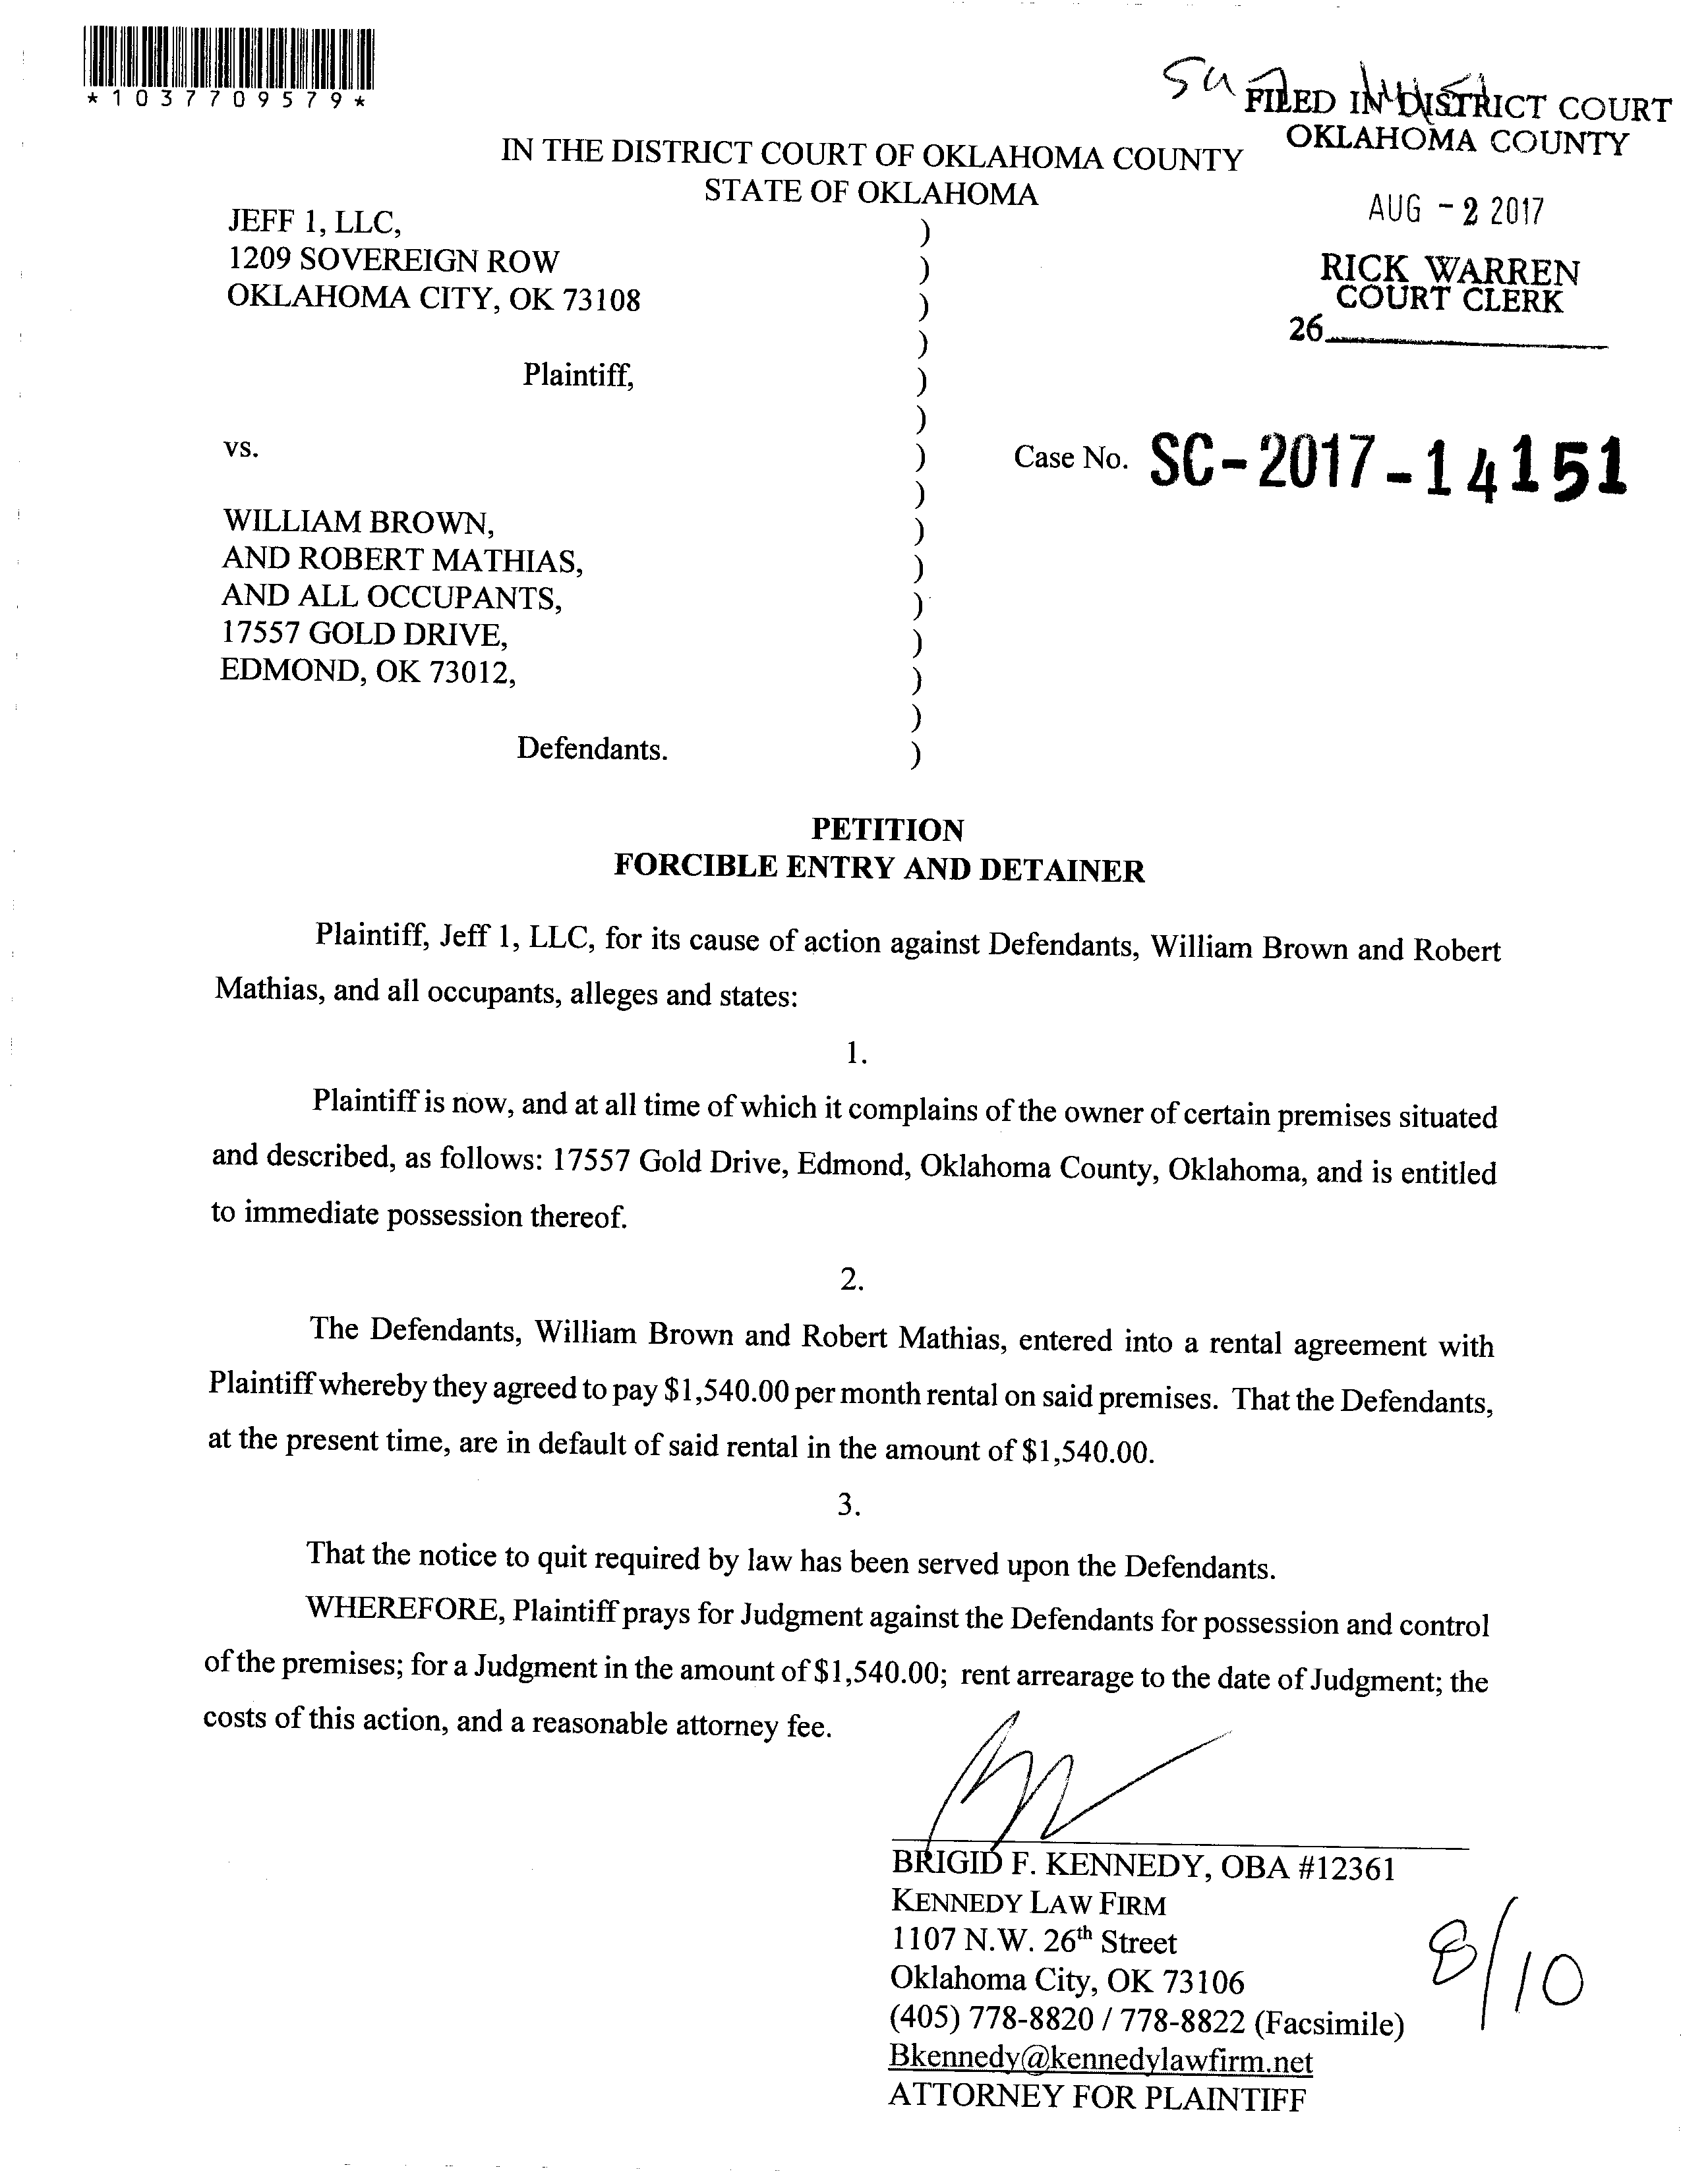 *1037709579*
FILED IN DISTRICT COURT
OKLAHOMA COUNTY
IN THE DISTRICT COURT OF OKLAHOMA COUNTY
STATE OF OKLAHOMA
AUG - 2 2017
RICK WARREN
COURT CLERK
26
JEFF 1, LLC, )
1209 SOVEREIGN ROW )
OKLAHOMA CITY, OK 73108 )
)
Plaintiff, )
)
vs. ) Case No. SC-2017-14151
)
WILLIAM BROWN, )
AND ROBERT MATHIAS, )
AND ALL OCCUPANTS, )
17557 GOLD DRIVE, )
EDMOND, OK 73012, )
)
Defendants. )
PETITION
FORCIBLE ENTRY AND DETAINER
Plaintiff, Jeff 1, LLC, for its cause of action against Defendants, William Brown and Robert
Mathias, and all occupants, alleges and states:
1.
Plaintiff is now, and at all time of which it complains of the owner of certain premises situated
and described, as follows: 17557 Gold Drive, Edmond, Oklahoma County, Oklahoma, and is entitled
to immediate possession thereof.
2.
The Defendants, William Brown and Robert Mathias, entered into a rental agreement with
Plaintiff whereby they agreed to pay $1,540.00 per month rental on said premises. That the Defendants,
at the present time, are in default of said rental in the amount of $1,540.00.
3.
That the notice to quit required by law has been served upon the Defendants.
WHEREFORE, Plaintiff prays for Judgment against the Defendants for possession and control
of the premises; for a Judgment in the amount of $1,540.00; rent arrearage to the date of Judgment; the
costs of this action, and a reasonable attorney fee.
BRIGID F. KENNEDY, OBA #12361
KENNEDY LAW FIRM
1107 N.W. 26th Street
Oklahoma City, OK 73106
(405) 778-8820 / 778-8822 (Facsimile)
Bkennedy@kennedylawfirm.net
ATTORNEY FOR PLAINTIFF
8/10